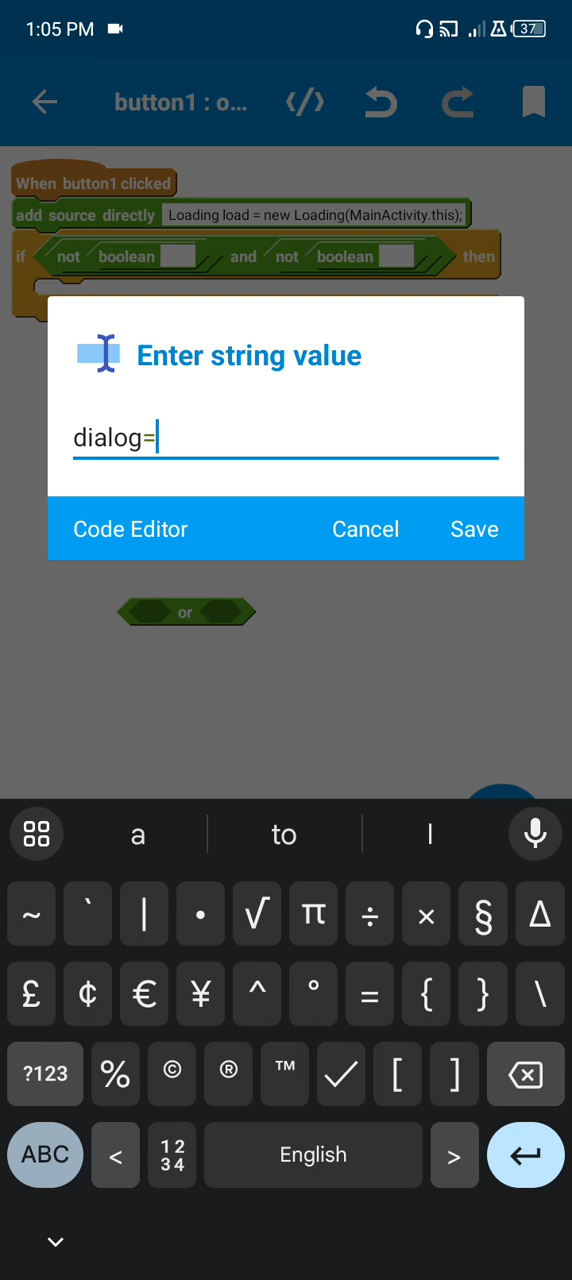 1:05 PM
37
button1 : o...
When button1 clicked
add source directly Loading load = new Loading(MainActivity.this);
if not boolean and not boolean then
Enter string value
dialog=
Code Editor Cancel Save
or
a to I
~ ` | • √ π ÷ × § Δ
£ ¢ € ¥ ^ ° = { } \
?123 % © ® ™ ✓ [ ]
ABC < 12 34 English >